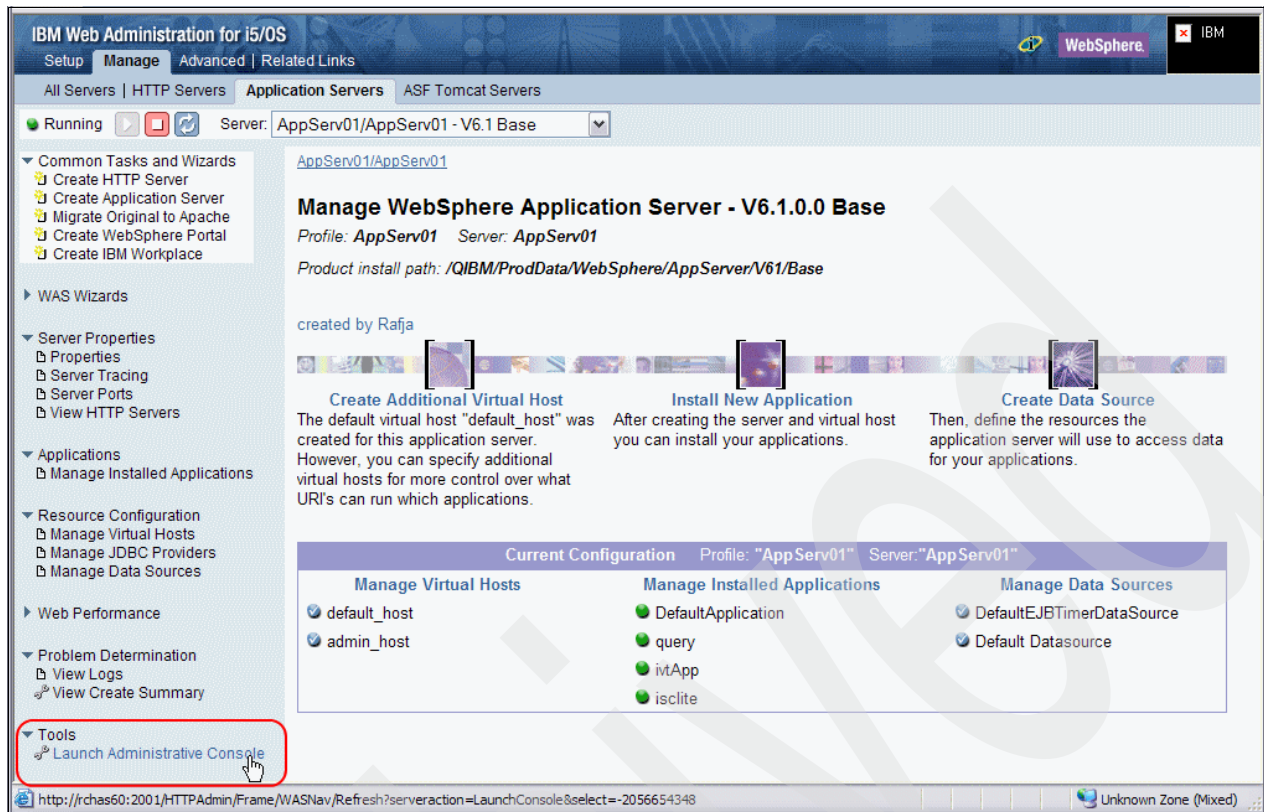 IBM Web Administration for i5/OS
Setup Manage Advanced | Related Links
WebSphere.
IBM
All Servers | HTTP Servers Application Servers ASF Tomcat Servers
Running Server: AppServ01/AppServ01 - V6.1 Base
Common Tasks and Wizards
Create HTTP Server
Create Application Server
Migrate Original to Apache
Create WebSphere Portal
Create IBM Workplace
WAS Wizards
Server Properties
Properties
Server Tracing
Server Ports
View HTTP Servers
Applications
Manage Installed Applications
Resource Configuration
Manage Virtual Hosts
Manage JDBC Providers
Manage Data Sources
Web Performance
Problem Determination
View Logs
View Create Summary
Tools
Launch Administrative Console
AppServ01/AppServ01
Manage WebSphere Application Server - V6.1.0.0 Base
Profile: AppServ01 Server: AppServ01
Product install path: /QIBM/ProdData/WebSphere/AppServer/V61/Base
created by Rafja
Create Additional Virtual Host
The default virtual host "default_host" was
created for this application server.
However, you can specify additional
virtual hosts for more control over what
URI's can run which applications.
Install New Application
After creating the server and virtual host
you can install your applications.
Create Data Source
Then, define the resources the
application server will use to access data
for your applications.
Current Configuration Profile: "AppServ01" Server:"AppServ01"
Manage Virtual Hosts
default_host
admin_host
Manage Installed Applications
DefaultApplication
query
ivtApp
isclite
Manage Data Sources
DefaultEJBTimerDataSource
Default Datasource
http://rchas60:2001/HTTPAdmin/Frame/WASNav/Refresh?serveraction=LaunchConsole&select=-2056654348
Unknown Zone (Mixed)